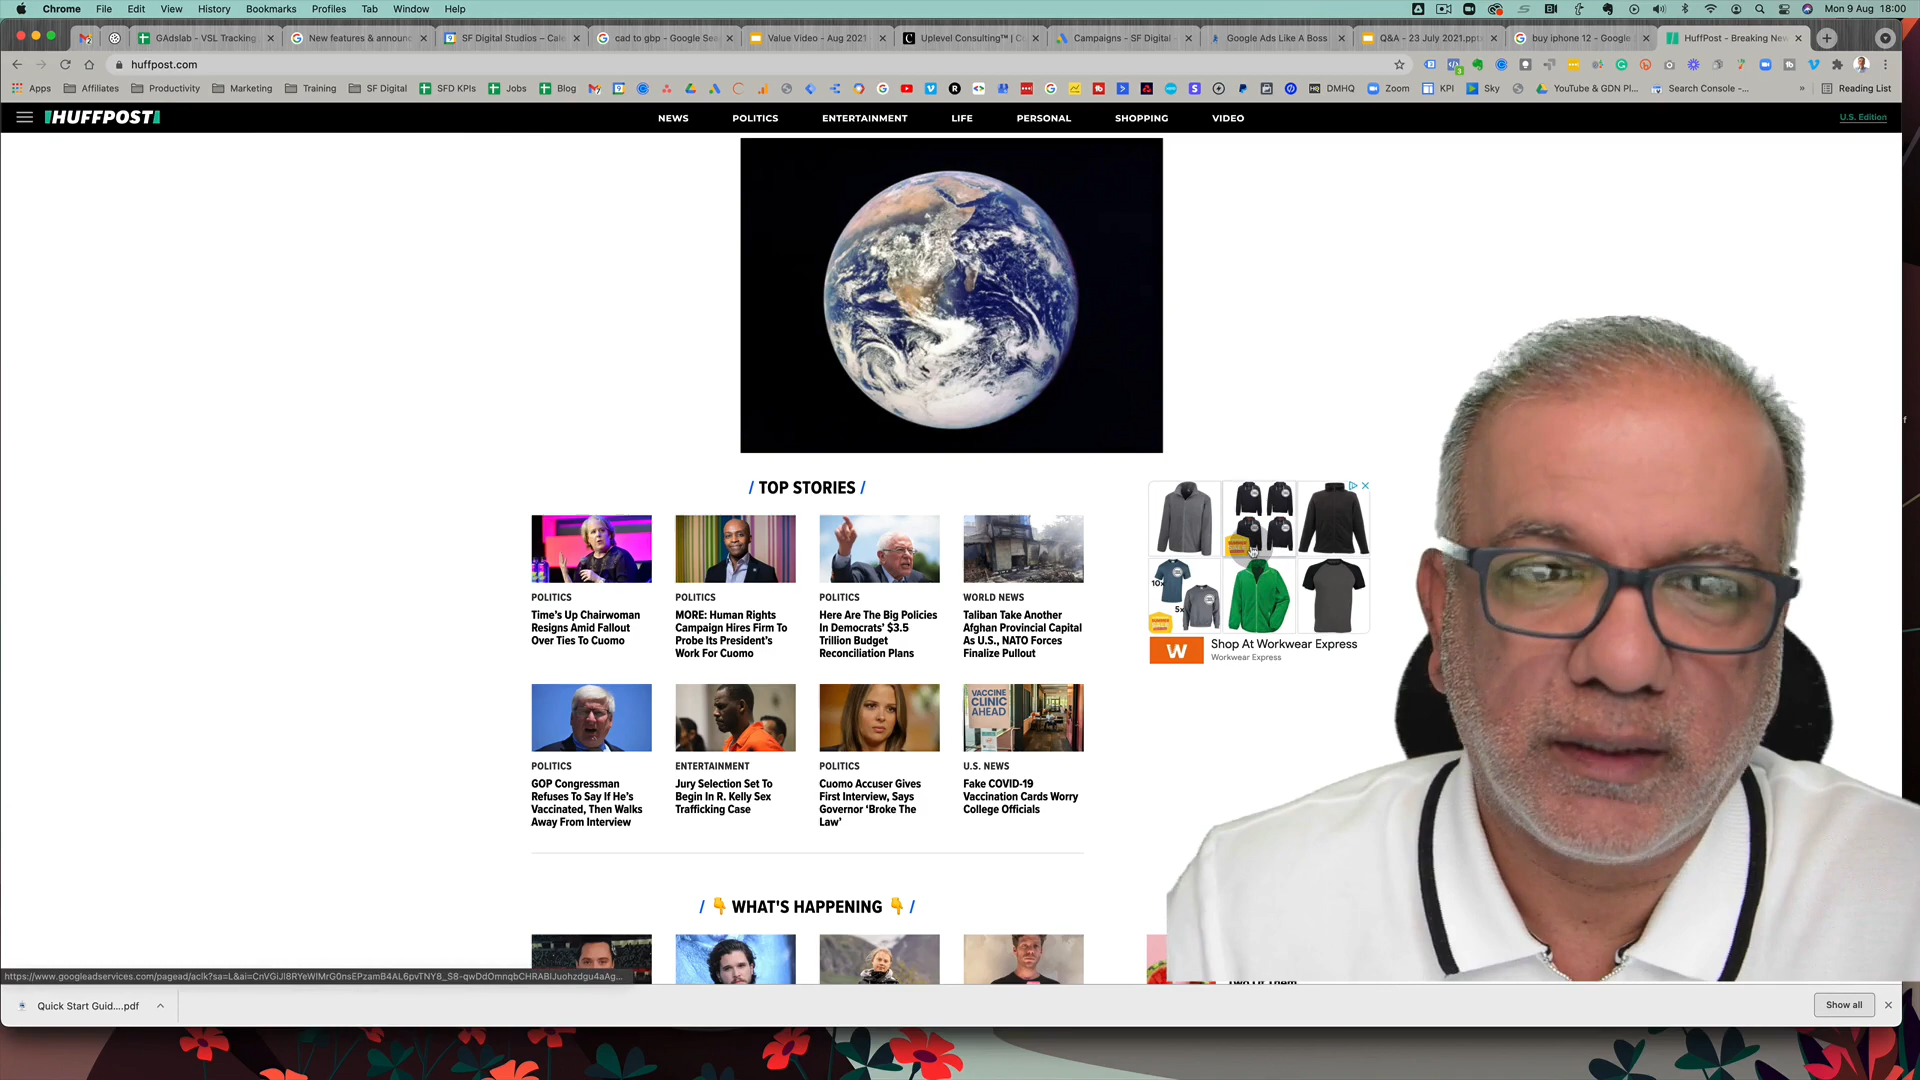 Chrome File Edit View History Bookmarks Profiles Tab Window Help Mon 9 Aug 18:00
GAdslab - VSL Tracking New features & announc SF Digital Studios – Cale cad to gbp - Google Sea Value Video - Aug 2021 Uplevel Consulting™ | C Campaigns - SF Digital Google Ads Like A Boss Q&A - 23 July 2021.pptx buy iphone 12 - Google HuffPost - Breaking New
huffpost.com
Apps Affiliates Productivity Marketing Training SF Digital SFD KPIs Jobs Blog DMHQ Zoom KPI Sky YouTube & GDN Pl... Search Console -... » Reading List
HUFFPOST NEWS POLITICS ENTERTAINMENT LIFE PERSONAL SHOPPING VIDEO U.S. Edition
/ TOP STORIES /
POLITICS
Time's Up Chairwoman
Resigns Amid Fallout
Over Ties To Cuomo
POLITICS
MORE: Human Rights
Campaign Hires Firm To
Probe Its President's
Work For Cuomo
POLITICS
Here Are The Big Policies
In Democrats' $3.5
Trillion Budget
Reconciliation Plans
WORLD NEWS
Taliban Take Another
Afghan Provincial Capital
As U.S., NATO Forces
Finalize Pullout
10x
5x
W
Shop At Workwear Express
Workwear Express
VACCINE
CLINIC
AHEAD
POLITICS
GOP Congressman
Refuses To Say If He's
Vaccinated, Then Walks
Away From Interview
ENTERTAINMENT
Jury Selection Set To
Begin In R. Kelly Sex
Trafficking Case
POLITICS
Cuomo Accuser Gives
First Interview, Says
Governor 'Broke The
Law'
U.S. NEWS
Fake COVID-19
Vaccination Cards Worry
College Officials
/ 👇 WHAT'S HAPPENING 👇 /
Quick Start Guid....pdf
Show all